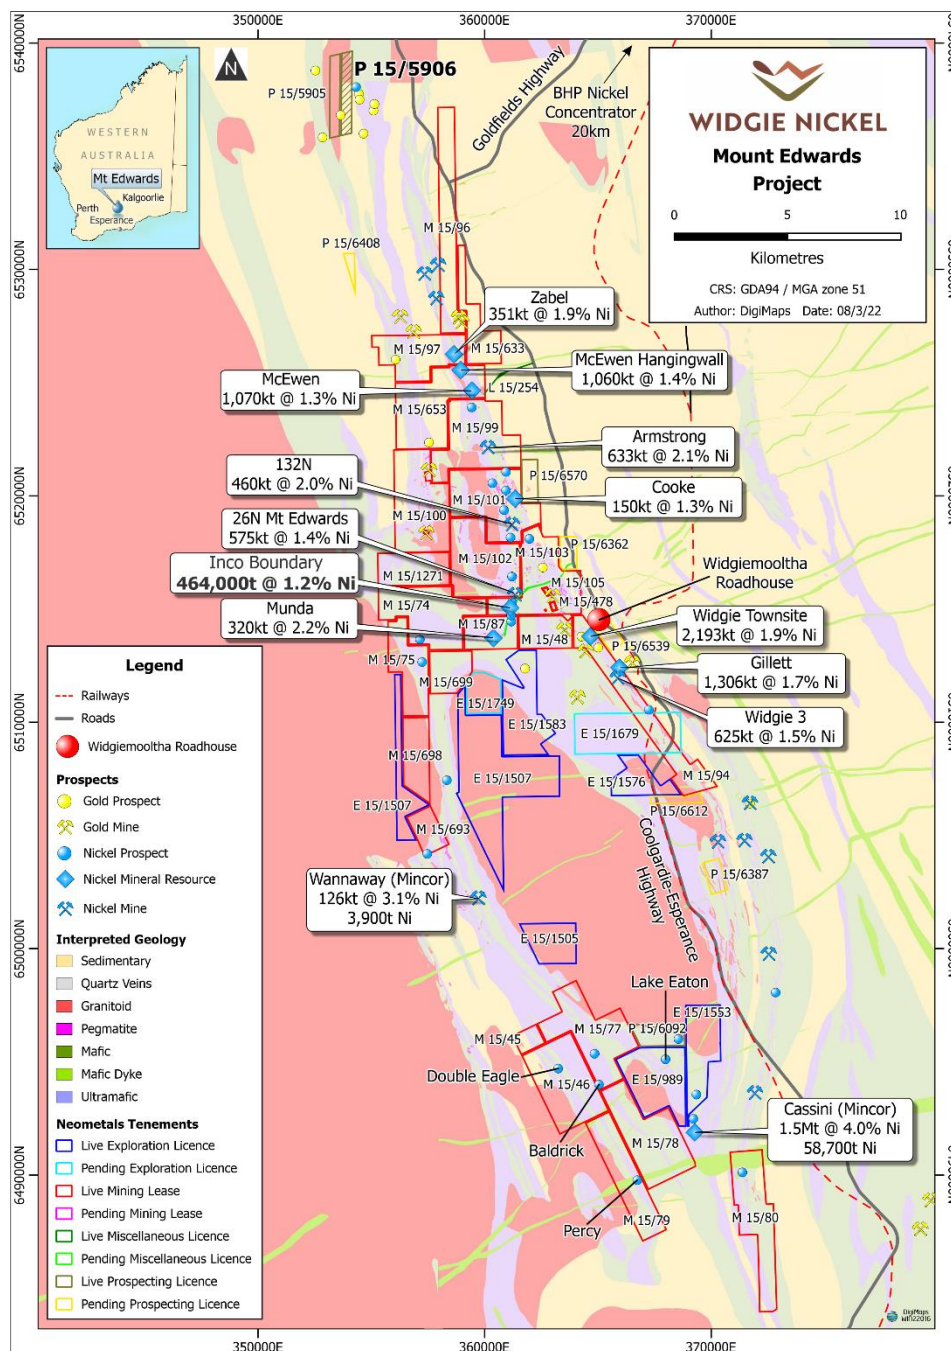 350000E
360000E
370000E
6540000N
6530000N
6520000N
6510000N
6500000N
6490000N
WESTERN
AUSTRALIA
Mt Edwards
Kalgoorlie
Perth
Esperance
N
P 15/5906
P 15/5905
Goldfields Highway
BHP Nickel
Concentrator
20km
WIDGIE NICKEL
Mount Edwards
Project
0
5
10
Kilometres
CRS: GDA94 / MGA zone 51
Author: DigiMaps Date: 08/3/22
M 15/96
P 15/6408
Zabel
351kt @ 1.9% Ni
M 15/97
M 15/633
McEwen Hangingwall
1,060kt @ 1.4% Ni
McEwen
1,070kt @ 1.3% Ni
L 15/254
M 15/653
M 15/99
Armstrong
633kt @ 2.1% Ni
132N
460kt @ 2.0% Ni
P 15/6570
M 15/101
Cooke
150kt @ 1.3% Ni
M 15/100
26N Mt Edwards
575kt @ 1.4% Ni
M 15/102
M 15/103
P 15/6362
Inco Boundary
464,000t @ 1.2% Ni
M 15/1271
M 15/105
Widgiemooltha
Roadhouse
M 15/74
M 15/478
Munda
320kt @ 2.2% Ni
M 15/87
M 15/48
Widgie Townsite
2,193kt @ 1.9% Ni
P 15/6539
M 15/75
M 15/699
Gillett
1,306kt @ 1.7% Ni
E 15/1749
E 15/1583
E 15/1679
Widgie 3
625kt @ 1.5% Ni
M 15/698
E 15/1507
E 15/1576
M 15/94
E 15/1507
P 15/6612
M 15/693
Coolgardie-Esperance
Highway
P 15/6387
Wannaway (Mincor)
126kt @ 3.1% Ni
3,900t Ni
E 15/1505
Lake Eaton
E 15/1553
M 15/45
M 15/77
P 15/6092
Double Eagle
M 15/46
E 15/989
Baldrick
M 15/78
Cassini (Mincor)
1.5Mt @ 4.0% Ni
58,700t Ni
Percy
M 15/79
M 15/80
Legend
Railways
Roads
Widgiemooltha Roadhouse
Prospects
Gold Prospect
Gold Mine
Nickel Prospect
Nickel Mineral Resource
Nickel Mine
Interpreted Geology
Sedimentary
Quartz Veins
Granitoid
Pegmatite
Mafic
Mafic Dyke
Ultramafic
Neometals Tenements
Live Exploration Licence
Pending Exploration Licence
Live Mining Lease
Pending Mining Lease
Live Miscellaneous Licence
Pending Miscellaneous Licence
Live Prospecting Licence
Pending Prospecting Licence
DigiMaps
WIN22016
350000E
360000E
370000E
6540000N
6530000N
6520000N
6510000N
6500000N
6490000N